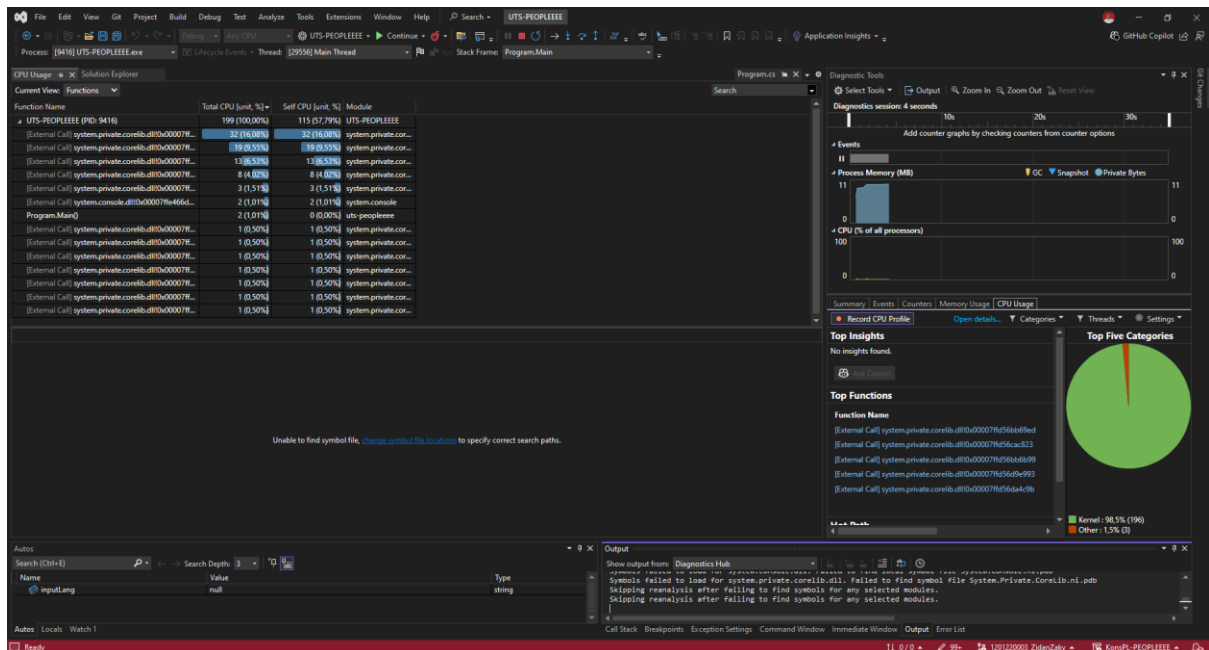 File Edit View Git Project Build Debug Test Analyze Tools Extensions Window Help Search UTS-PEOPLEEEE
Debug Any CPU UTS-PEOPLEEEE Continue Application Insights GitHub Copilot
Process: [9416] UTS-PEOPLEEEE.exe Lifecycle Events Thread: [29556] Main Thread Stack Frame: Program.Main
CPU Usage Solution Explorer Program.cs
Current View: Functions Search
Function Name Total CPU [unit, %] Self CPU [unit, %] Module
UTS-PEOPLEEEE (PID: 9416) 199 (100,00%) 115 (57,79%) UTS-PEOPLEEEE
[External Call] system.private.corelib.dll!0x00007ff... 32 (16,08%) 32 (16,08%) system.private.cor...
[External Call] system.private.corelib.dll!0x00007ff... 19 (9,55%) 19 (9,55%) system.private.cor...
[External Call] system.private.corelib.dll!0x00007ff... 13 (6,53%) 13 (6,53%) system.private.cor...
[External Call] system.private.corelib.dll!0x00007ff... 8 (4,02%) 8 (4,02%) system.private.cor...
[External Call] system.private.corelib.dll!0x00007ff... 3 (1,51%) 3 (1,51%) system.private.cor...
[External Call] system.console.dll!0x00007ffe466d... 2 (1,01%) 2 (1,01%) system.console
Program.Main() 2 (1,01%) 0 (0,00%) uts-peopleeee
[External Call] system.private.corelib.dll!0x00007ff... 1 (0,50%) 1 (0,50%) system.private.cor...
[External Call] system.private.corelib.dll!0x00007ff... 1 (0,50%) 1 (0,50%) system.private.cor...
[External Call] system.private.corelib.dll!0x00007ff... 1 (0,50%) 1 (0,50%) system.private.cor...
[External Call] system.private.corelib.dll!0x00007ff... 1 (0,50%) 1 (0,50%) system.private.cor...
[External Call] system.private.corelib.dll!0x00007ff... 1 (0,50%) 1 (0,50%) system.private.cor...
[External Call] system.private.corelib.dll!0x00007ff... 1 (0,50%) 1 (0,50%) system.private.cor...
[External Call] system.private.corelib.dll!0x00007ff... 1 (0,50%) 1 (0,50%) system.private.cor...
Unable to find symbol file, change symbol file locations to specify correct search paths.
Diagnostic Tools
Select Tools Output Zoom In Zoom Out Reset View
Diagnostics session: 4 seconds
10s 20s 30s
Add counter graphs by checking counters from counter options
Events
Process Memory (MB) GC Snapshot Private Bytes
11 11
0 0
CPU (% of all processors)
100 100
0 0
Summary Events Counters Memory Usage CPU Usage
Record CPU Profile Open details... Categories Threads Settings
Top Insights Top Five Categories
No insights found.
Ask Copilot
Top Functions
Function Name
[External Call] system.private.corelib.dll!0x00007ffd56bb69ed
[External Call] system.private.corelib.dll!0x00007ffd56cac823
[External Call] system.private.corelib.dll!0x00007ffd56bb6b99
[External Call] system.private.corelib.dll!0x00007ffd56d9e993
[External Call] system.private.corelib.dll!0x00007ffd56da4c9b
Hot Path
Kernel : 98,5% (196)
Other : 1,5% (3)
Git Changes
Autos
Search (Ctrl+E) Search Depth: 3
Name Value Type
inputLang null string
Autos Locals Watch 1
Output
Show output from: Diagnostics Hub
Symbols failed to load for system.private.corelib.dll. Failed to find symbol file System.Private.CoreLib.ni.pdb
Skipping reanalysis after failing to find symbols for any selected modules.
Skipping reanalysis after failing to find symbols for any selected modules.
Call Stack Breakpoints Exception Settings Command Window Immediate Window Output Error List
Ready 0 / 0 99+ 1201220003_ZidanZaky KonsPL-PEOPLEEEE